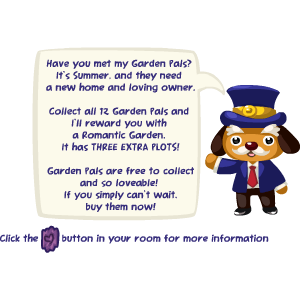 Have you met my Garden Pals?
It's Summer, and they need
a new home and loving owner.
Collect all 12 Garden Pals and
I'll reward you with
a Romantic Garden.
It has THREE EXTRA PLOTS!
Garden Pals are free to collect
and so loveable!
If you simply can't wait,
buy them now!
Click the button in your room for more information